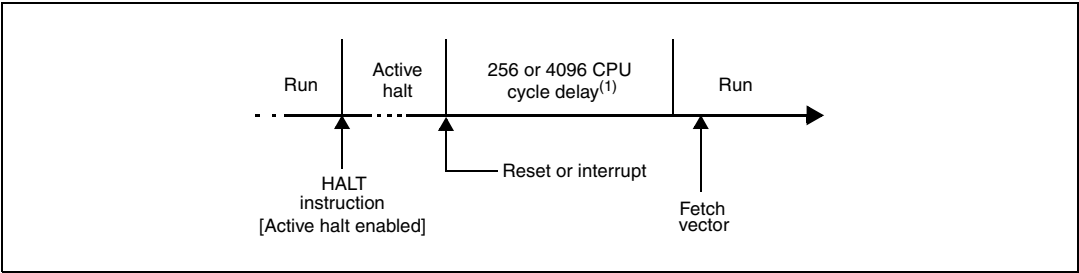 Run
Active
halt
256 or 4096 CPU
cycle delay(1)
Run
Reset or interrupt
HALT
instruction
[Active halt enabled]
Fetch
vector